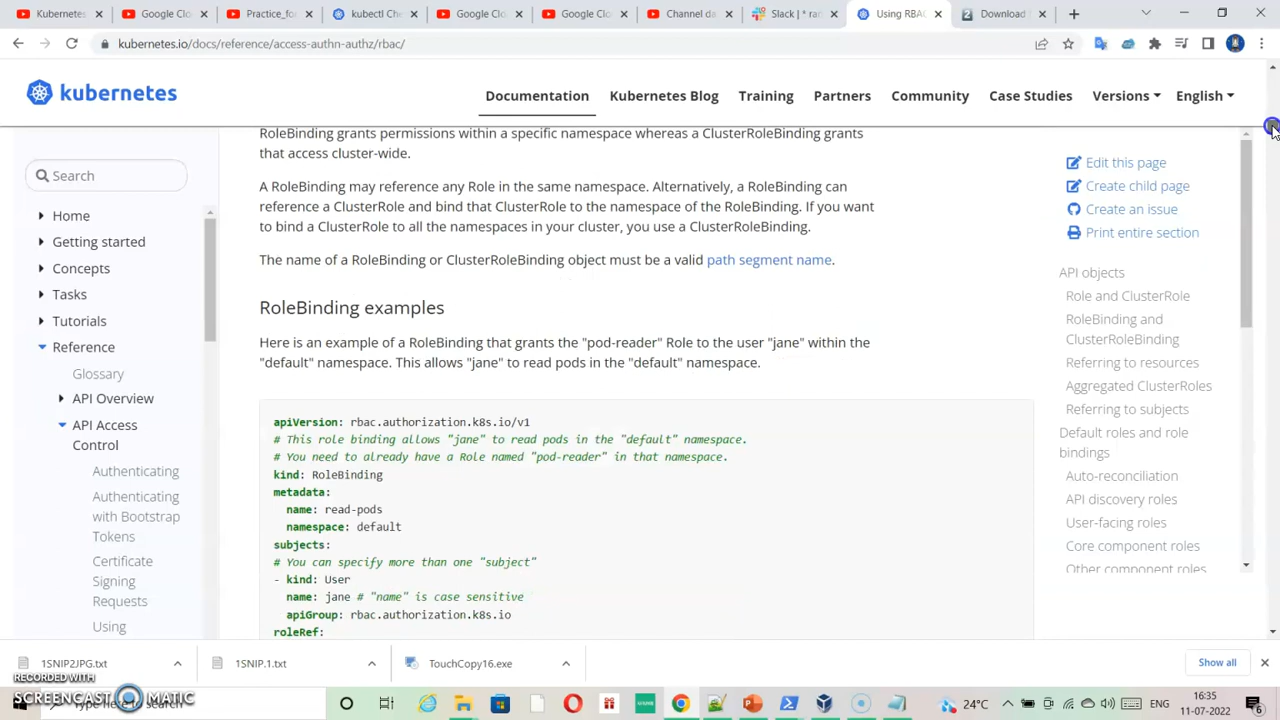 Kubernetes
Google Clo
Practice_fo
kubectl Che
Google Clo
Google Clo
Channel da
Slack | * ran
Using RBAC
Download
kubernetes.io/docs/reference/access-authn-authz/rbac/
kubernetes
Documentation
Kubernetes Blog
Training
Partners
Community
Case Studies
Versions
English
Search
Home
Getting started
Concepts
Tasks
Tutorials
Reference
Glossary
API Overview
API Access
Control
Authenticating
Authenticating
with Bootstrap
Tokens
Certificate
Signing
Requests
Using
RoleBinding grants permissions within a specific namespace whereas a ClusterRoleBinding grants
that access cluster-wide.
A RoleBinding may reference any Role in the same namespace. Alternatively, a RoleBinding can
reference a ClusterRole and bind that ClusterRole to the namespace of the RoleBinding. If you want
to bind a ClusterRole to all the namespaces in your cluster, you use a ClusterRoleBinding.
The name of a RoleBinding or ClusterRoleBinding object must be a valid path segment name.
RoleBinding examples
Here is an example of a RoleBinding that grants the "pod-reader" Role to the user "jane" within the
"default" namespace. This allows "jane" to read pods in the "default" namespace.
apiVersion: rbac.authorization.k8s.io/v1
# This role binding allows "jane" to read pods in the "default" namespace.
# You need to already have a Role named "pod-reader" in that namespace.
kind: RoleBinding
metadata:
name: read-pods
namespace: default
subjects:
# You can specify more than one "subject"
- kind: User
name: jane # "name" is case sensitive
apiGroup: rbac.authorization.k8s.io
roleRef:
Edit this page
Create child page
Create an issue
Print entire section
API objects
Role and ClusterRole
RoleBinding and
ClusterRoleBinding
Referring to resources
Aggregated ClusterRoles
Referring to subjects
Default roles and role
bindings
Auto-reconciliation
API discovery roles
User-facing roles
Core component roles
Other component roles
1SNIP2JPG.txt
1SNIP.1.txt
TouchCopy16.exe
Show all
RECORDED WITH
SCREENCAST MATIC
Type here to search
24°C
ENG
16:35
11-07-2022
6